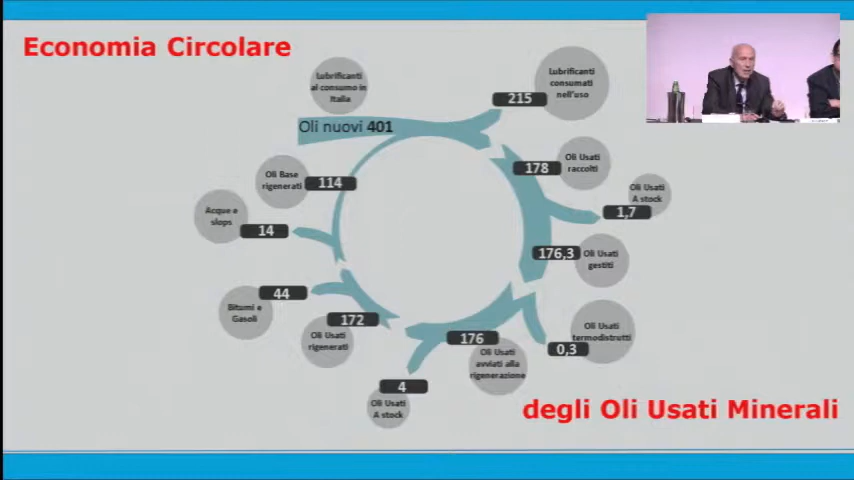 Economia Circolare
Lubrificanti
al consumo in
Italia
Oli nuovi 401
Lubrificanti
consumati
nell'uso
215
Oli Usati
raccolti
178
Oli Usati
A stock
1,7
Oli Usati
gestiti
176,3
Oli Usati
termodistrutti
0,3
176
Oli Usati
avviati alla
rigenerazione
4
Oli Usati
A stock
172
Oli Usati
rigenerati
44
Bitumi e
Gasoli
Acque e
slops
14
Oli Base
rigenerati
114
degli Oli Usati Minerali